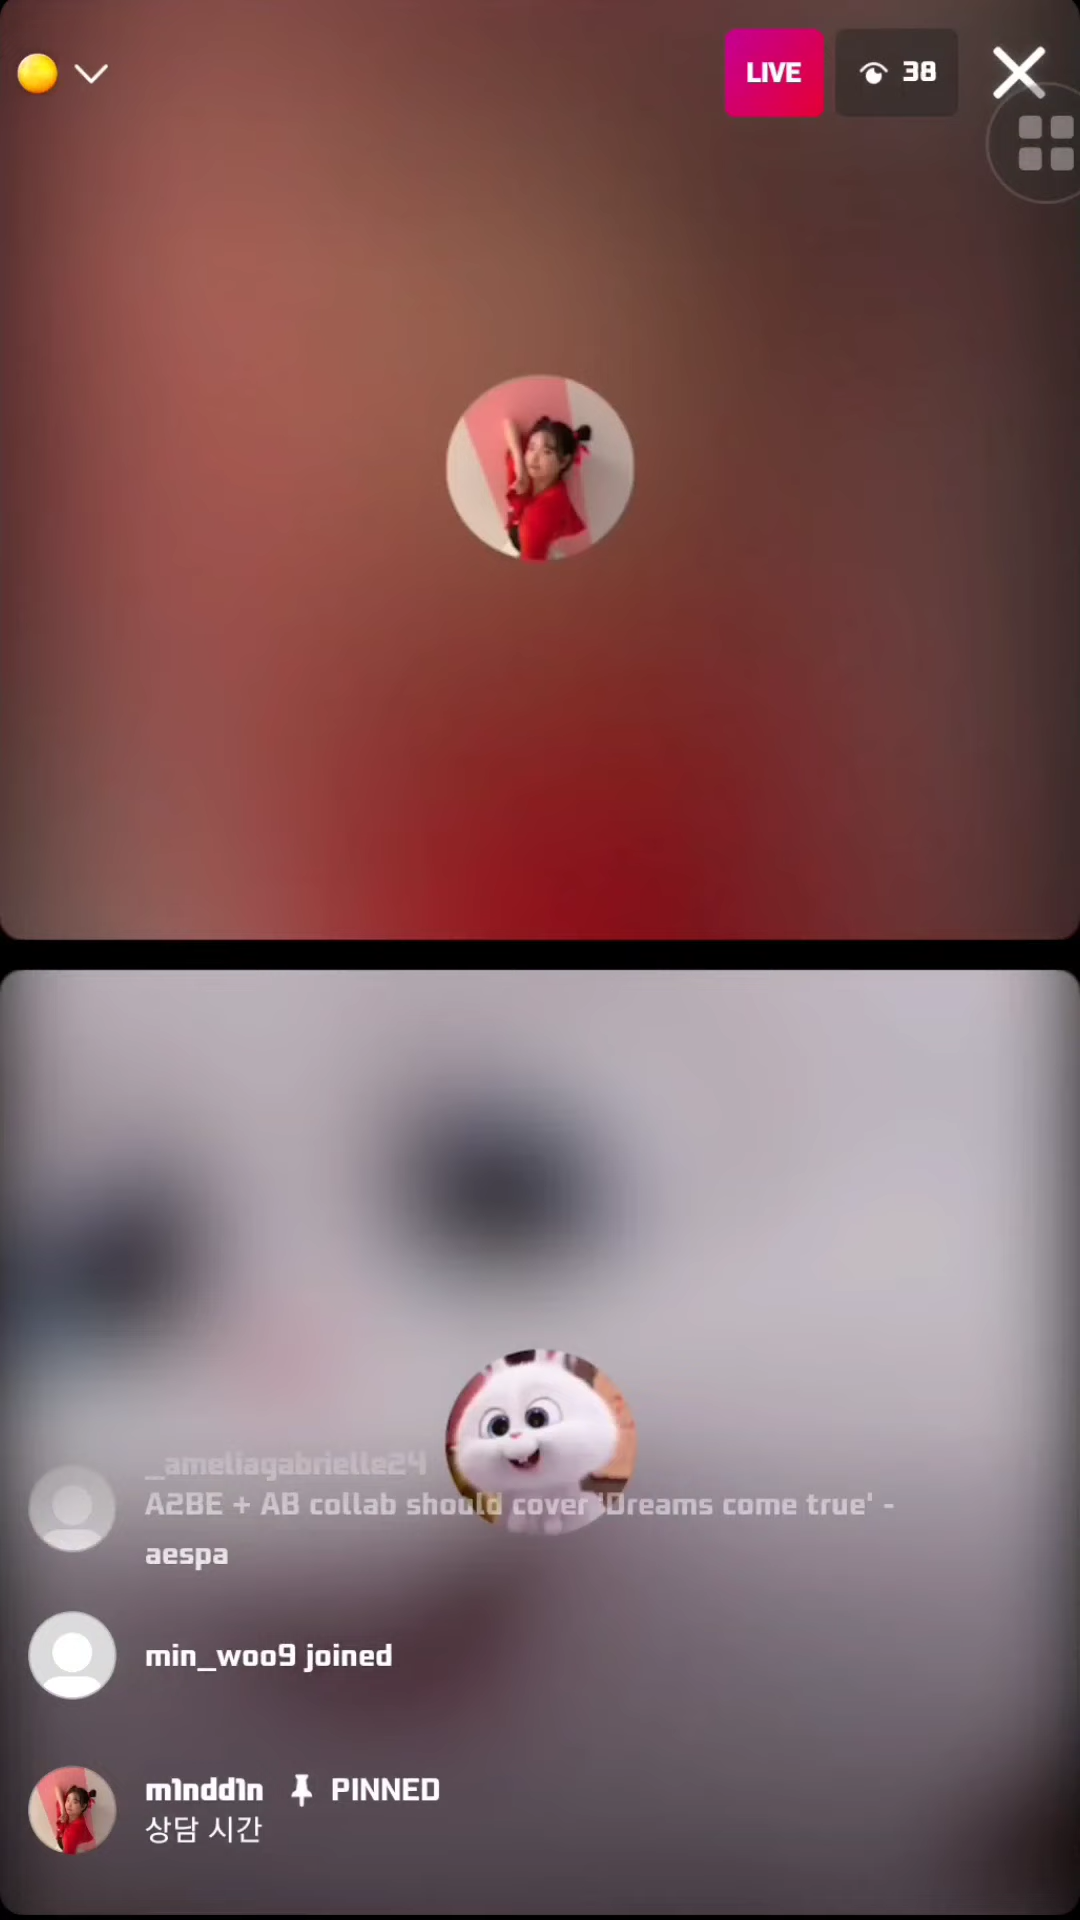 LIVE
38
_ameliagabrielle24
A2BE + AB collab should cover 'Dreams come true' -
aespa
min_woo9 joined
m1ndd1n PINNED
상담 시간